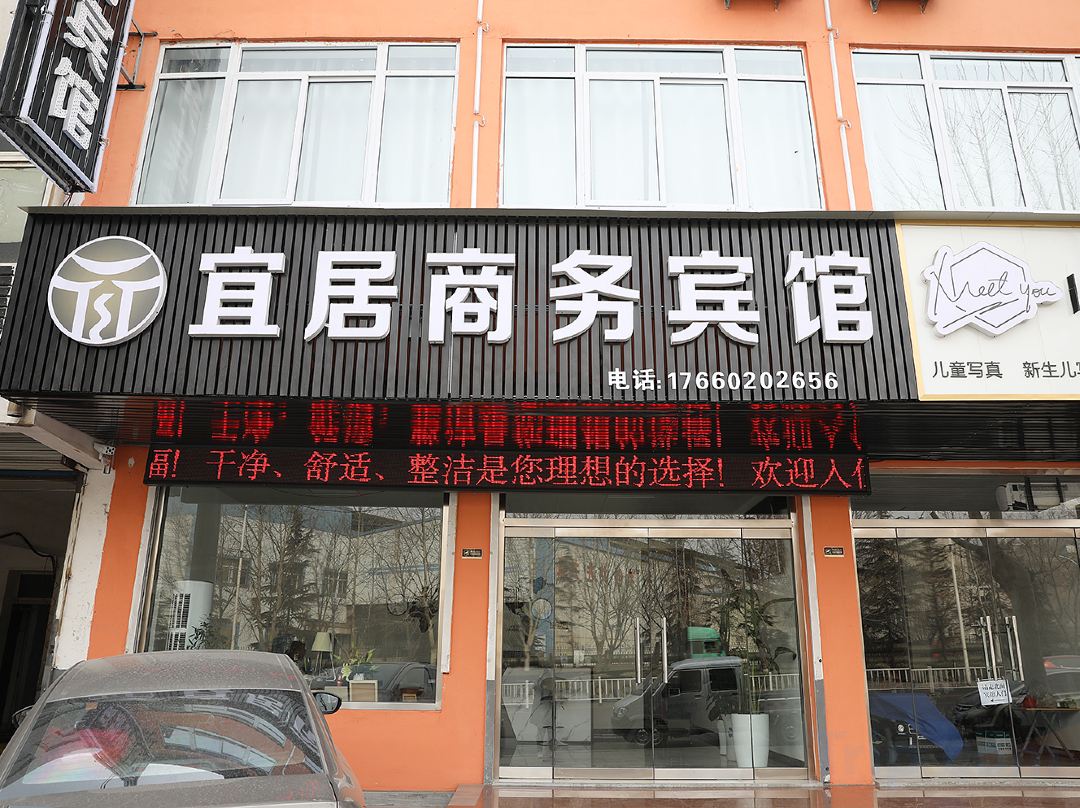 宾馆
宜居商务宾馆
电话:17660202656
Meet you
儿童写真 新生儿写
! 干净、舒适、整洁是您理想的选择! 欢迎入住